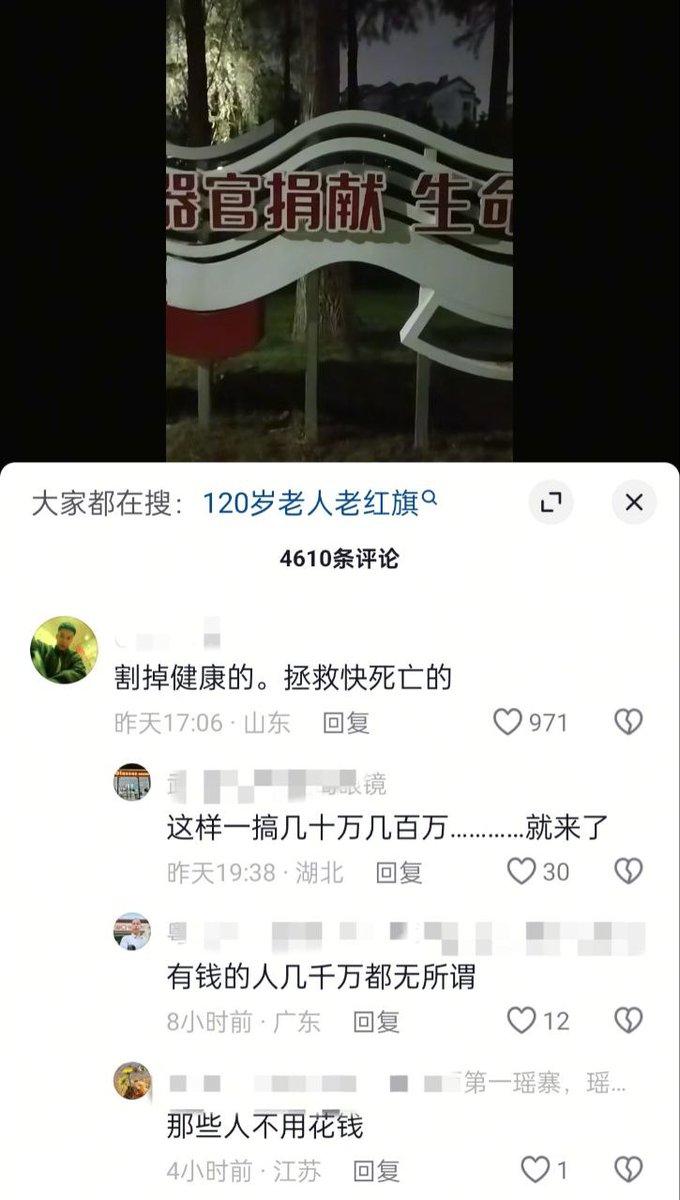 器官捐献 生命
大家都在搜：120岁老人老红旗
4610条评论
割掉健康的。拯救快死亡的
昨天17:06 · 山东 回复 971
眼镜
这样一搞几十万几百万…………就来了
昨天19:38 · 湖北 回复 30
有钱的人几千万都无所谓
8小时前 · 广东 回复 12
第一瑶寨，瑶...
那些人不用花钱
4小时前 · 江苏 回复 1